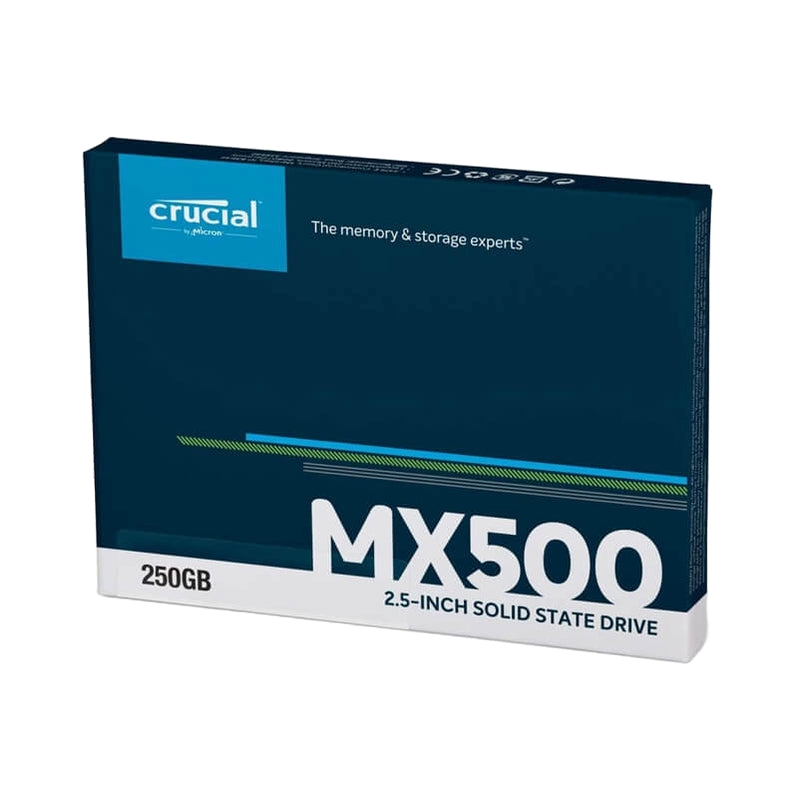 crucial
by Micron
The memory & storage experts™
MX500
250GB
2.5-INCH SOLID STATE DRIVE